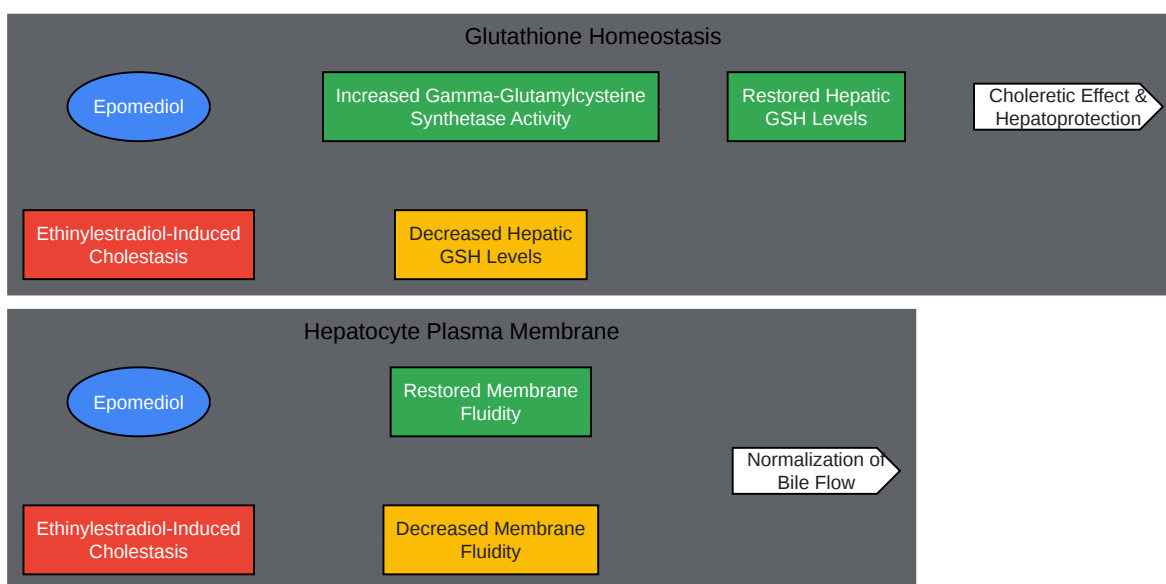 Glutathione Homeostasis
Epomediol
Increased Gamma-Glutamylcysteine
Synthetase Activity
Restored Hepatic
GSH Levels
Choleretic Effect &
Hepatoprotection
Ethinylestradiol-Induced
Cholestasis
Decreased Hepatic
GSH Levels
Hepatocyte Plasma Membrane
Epomediol
Restored Membrane
Fluidity
Normalization of
Bile Flow
Ethinylestradiol-Induced
Cholestasis
Decreased Membrane
Fluidity